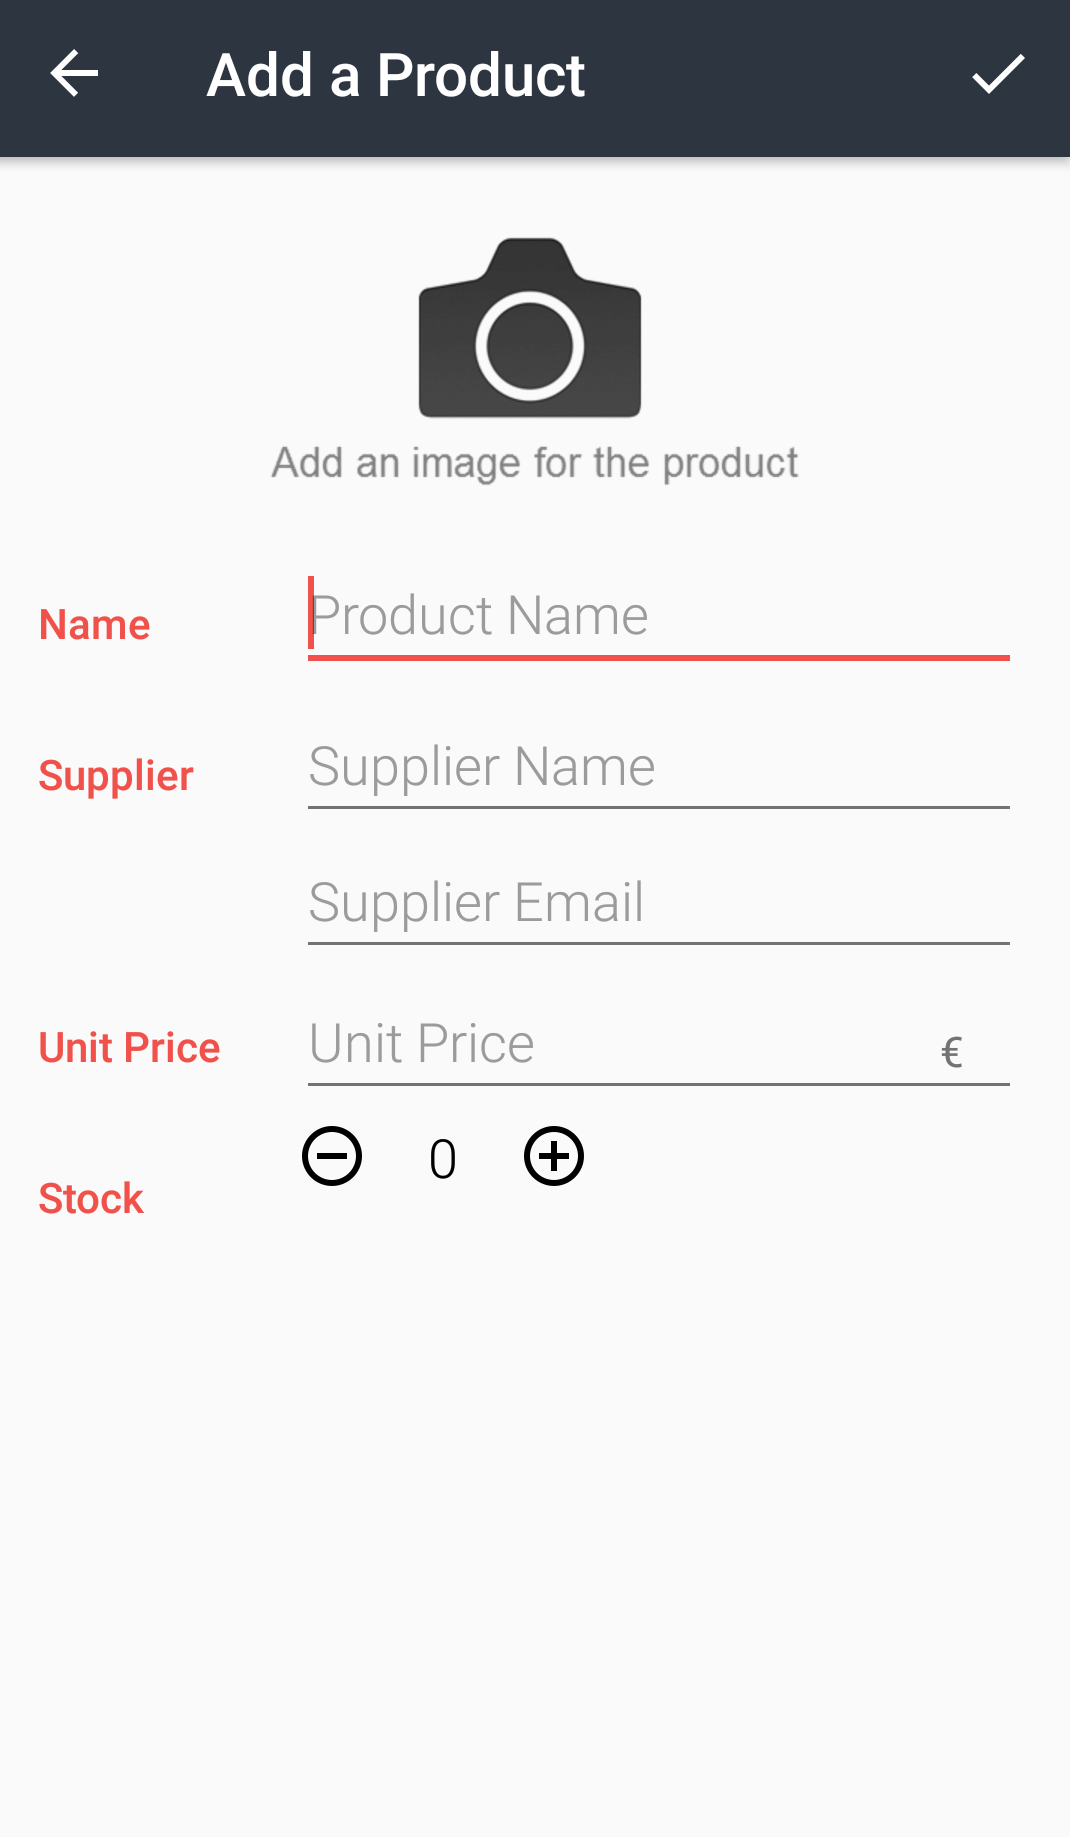 Add a Product
Add an image for the product
Name
Product Name
Supplier
Supplier Name
Supplier Email
Unit Price
Unit Price €
0
Stock